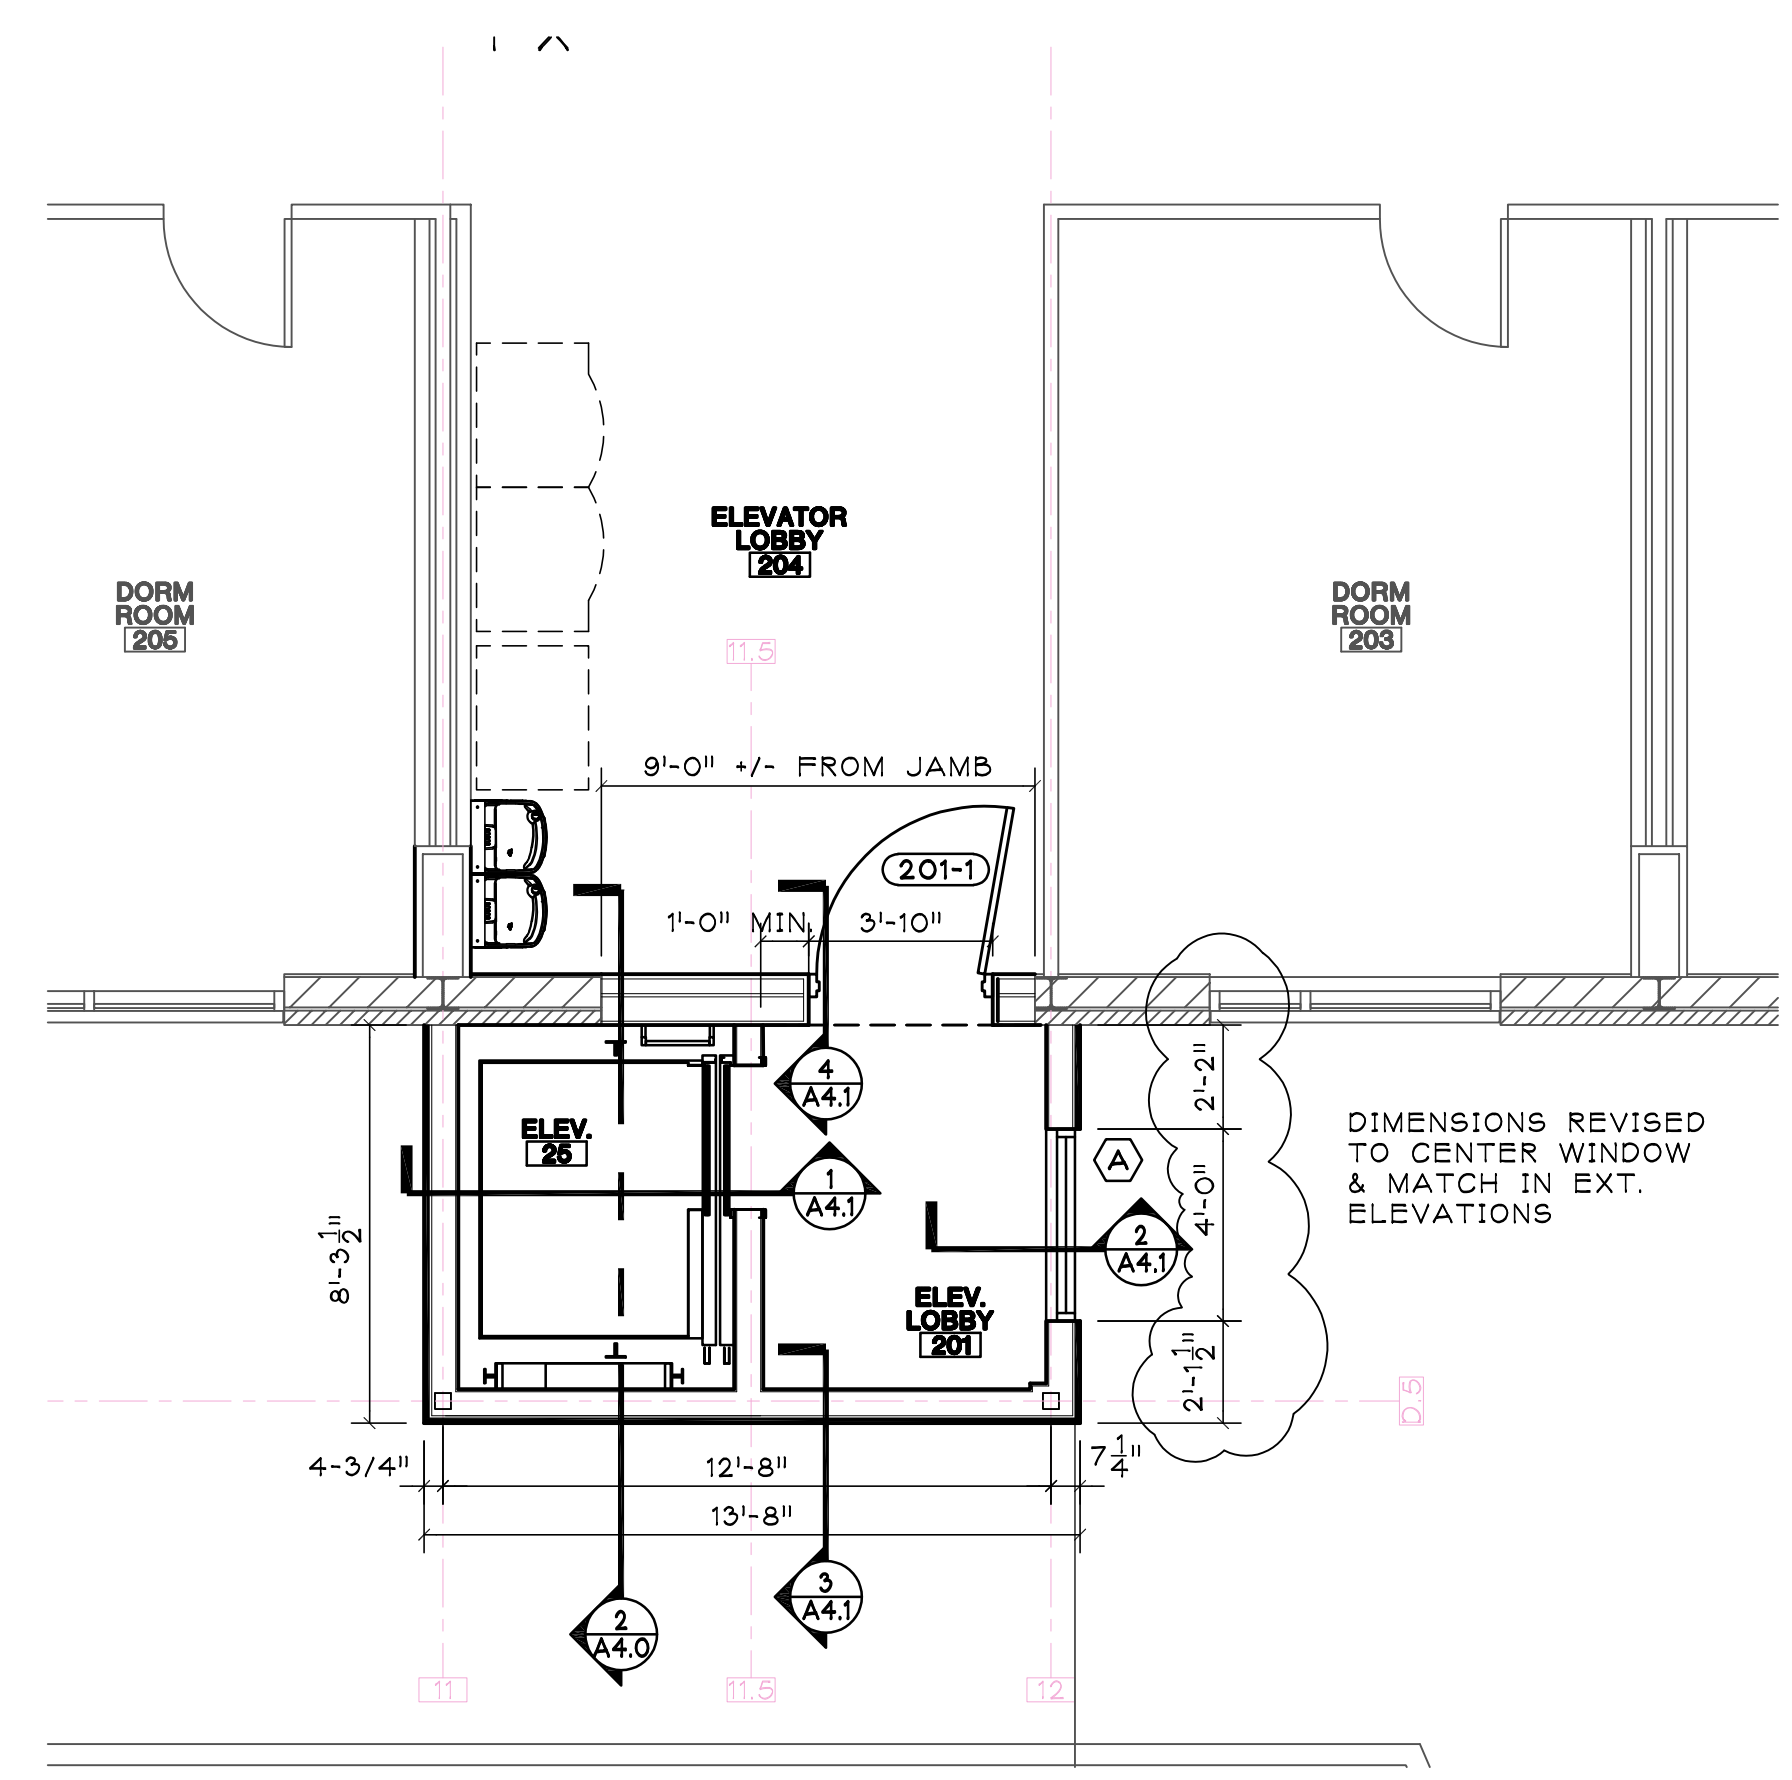 ELEVATOR
LOBBY
204
DORM
ROOM
205
DORM
ROOM
203
11.5
9'-0" +/- FROM JAMB
201-1
1'-0" MIN.
3'-10"
4
A4.1
2'-2"
DIMENSIONS REVISED
TO CENTER WINDOW
& MATCH IN EXT.
ELEVATIONS
ELEV.
25
A
1
A4.1
4'-0"
2
A4.1
8'-3 1/2"
ELEV.
LOBBY
201
2'-1 1/2"
D.5
4-3/4"
12'-8"
7 1/4"
13'-8"
3
A4.1
2
A4.0
11
11.5
12